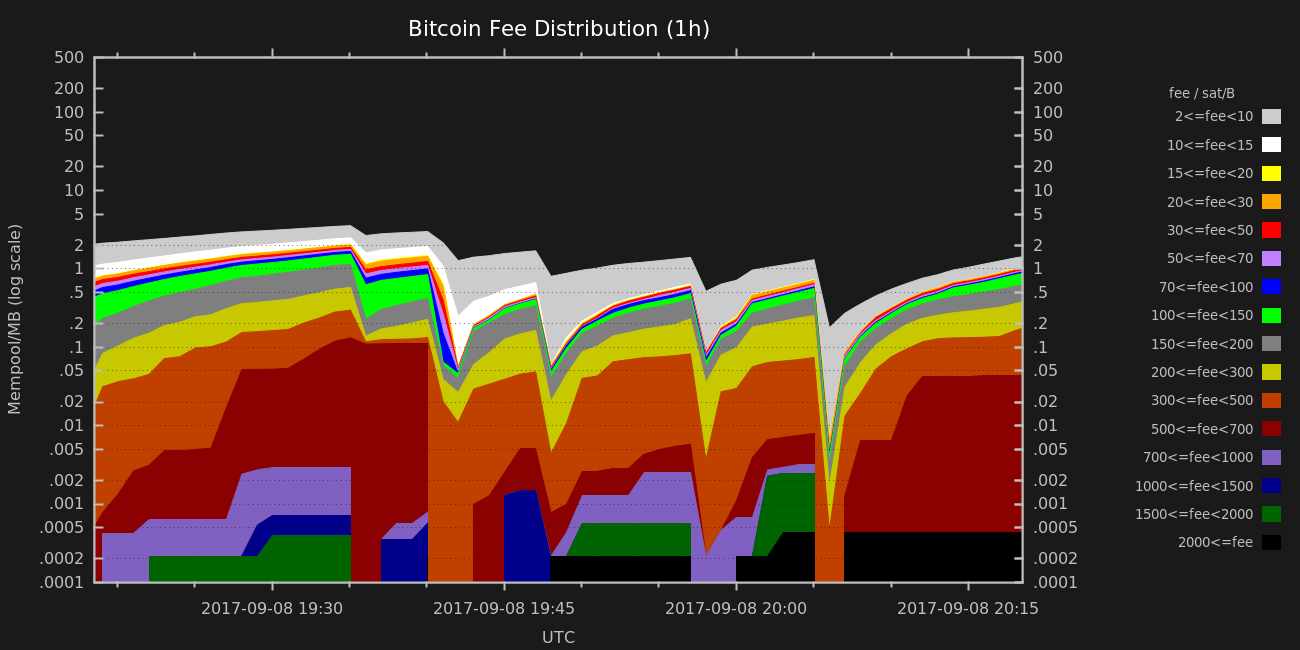 Bitcoin Fee Distribution (1h)
Mempool/MB (log scale)
500
200
100
50
20
10
5
2
1
.5
.2
.1
.05
.02
.01
.005
.002
.001
.0005
.0002
.0001
500
200
100
50
20
10
5
2
1
.5
.2
.1
.05
.02
.01
.005
.002
.001
.0005
.0002
.0001
2017-09-08 19:30
2017-09-08 19:45
2017-09-08 20:00
2017-09-08 20:15
UTC
fee / sat/B
2<=fee<10
10<=fee<15
15<=fee<20
20<=fee<30
30<=fee<50
50<=fee<70
70<=fee<100
100<=fee<150
150<=fee<200
200<=fee<300
300<=fee<500
500<=fee<700
700<=fee<1000
1000<=fee<1500
1500<=fee<2000
2000<=fee